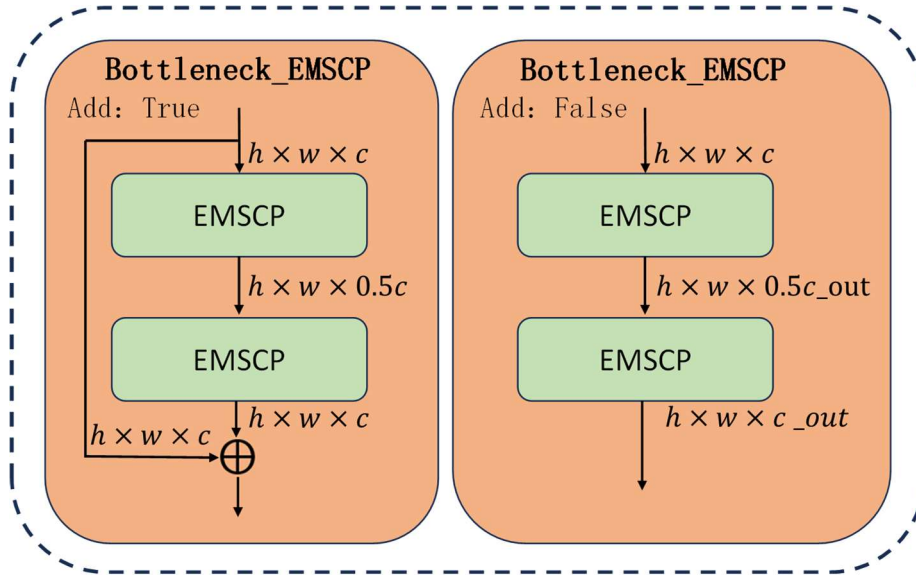 Bottleneck_EMSCP
Add: True
h × w × c
EMSCP
h × w × 0.5c
EMSCP
h × w × c
h × w × c
Bottleneck_EMSCP
Add: False
h × w × c
EMSCP
h × w × 0.5c_out
EMSCP
h × w × c _out